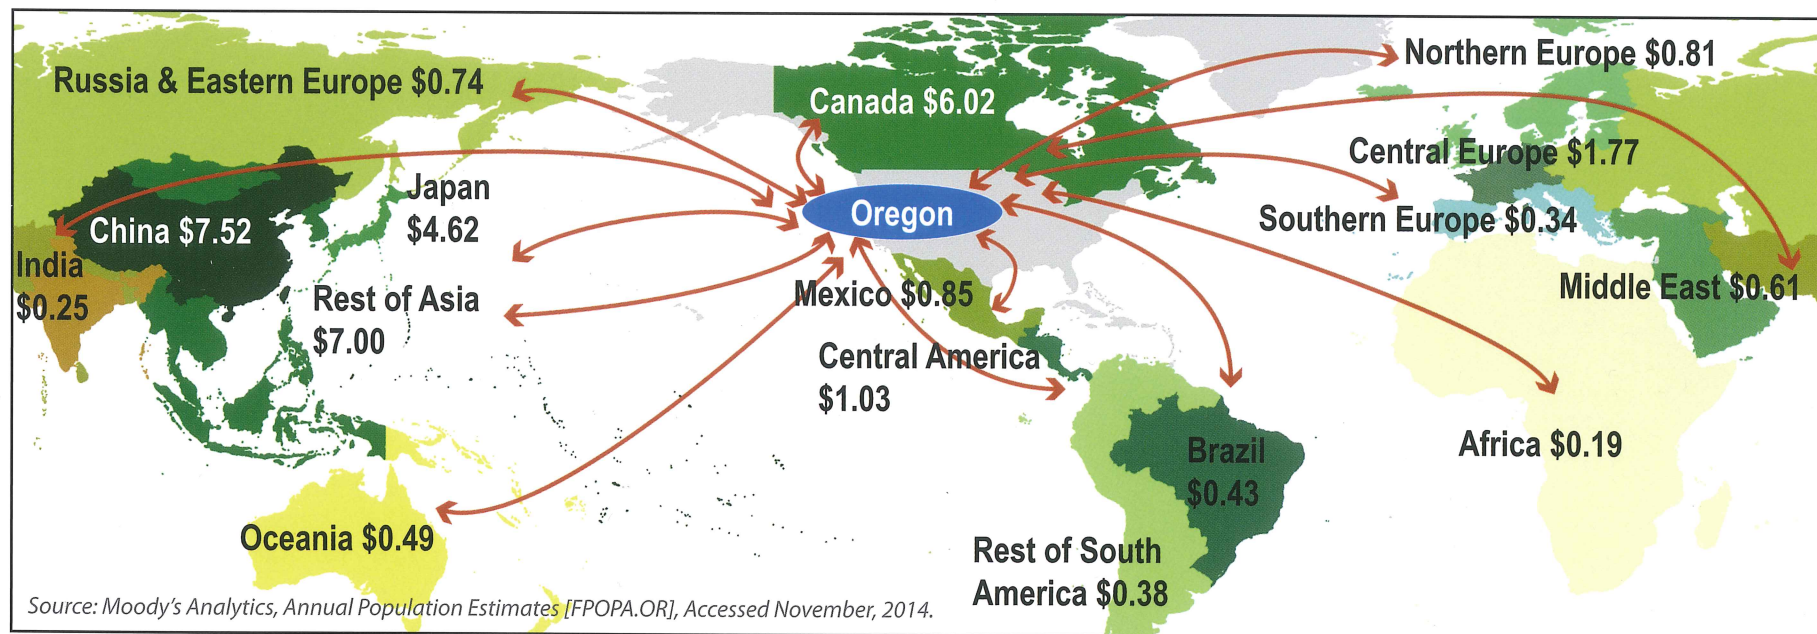 Northern Europe $0.81
Russia & Eastern Europe $0.74
Canada $6.02
Central Europe $1.77
Japan
$4.62
China $7.52
Oregon
Southern Europe $0.34
India
$0.25
Rest of Asia
$7.00
Mexico $0.85
Middle East $0.61
Central America
$1.03
Africa $0.19
Brazil
$0.43
Oceania $0.49
Rest of South
America $0.38
Source: Moody's Analytics, Annual Population Estimates [FPOPA.OR], Accessed November, 2014.